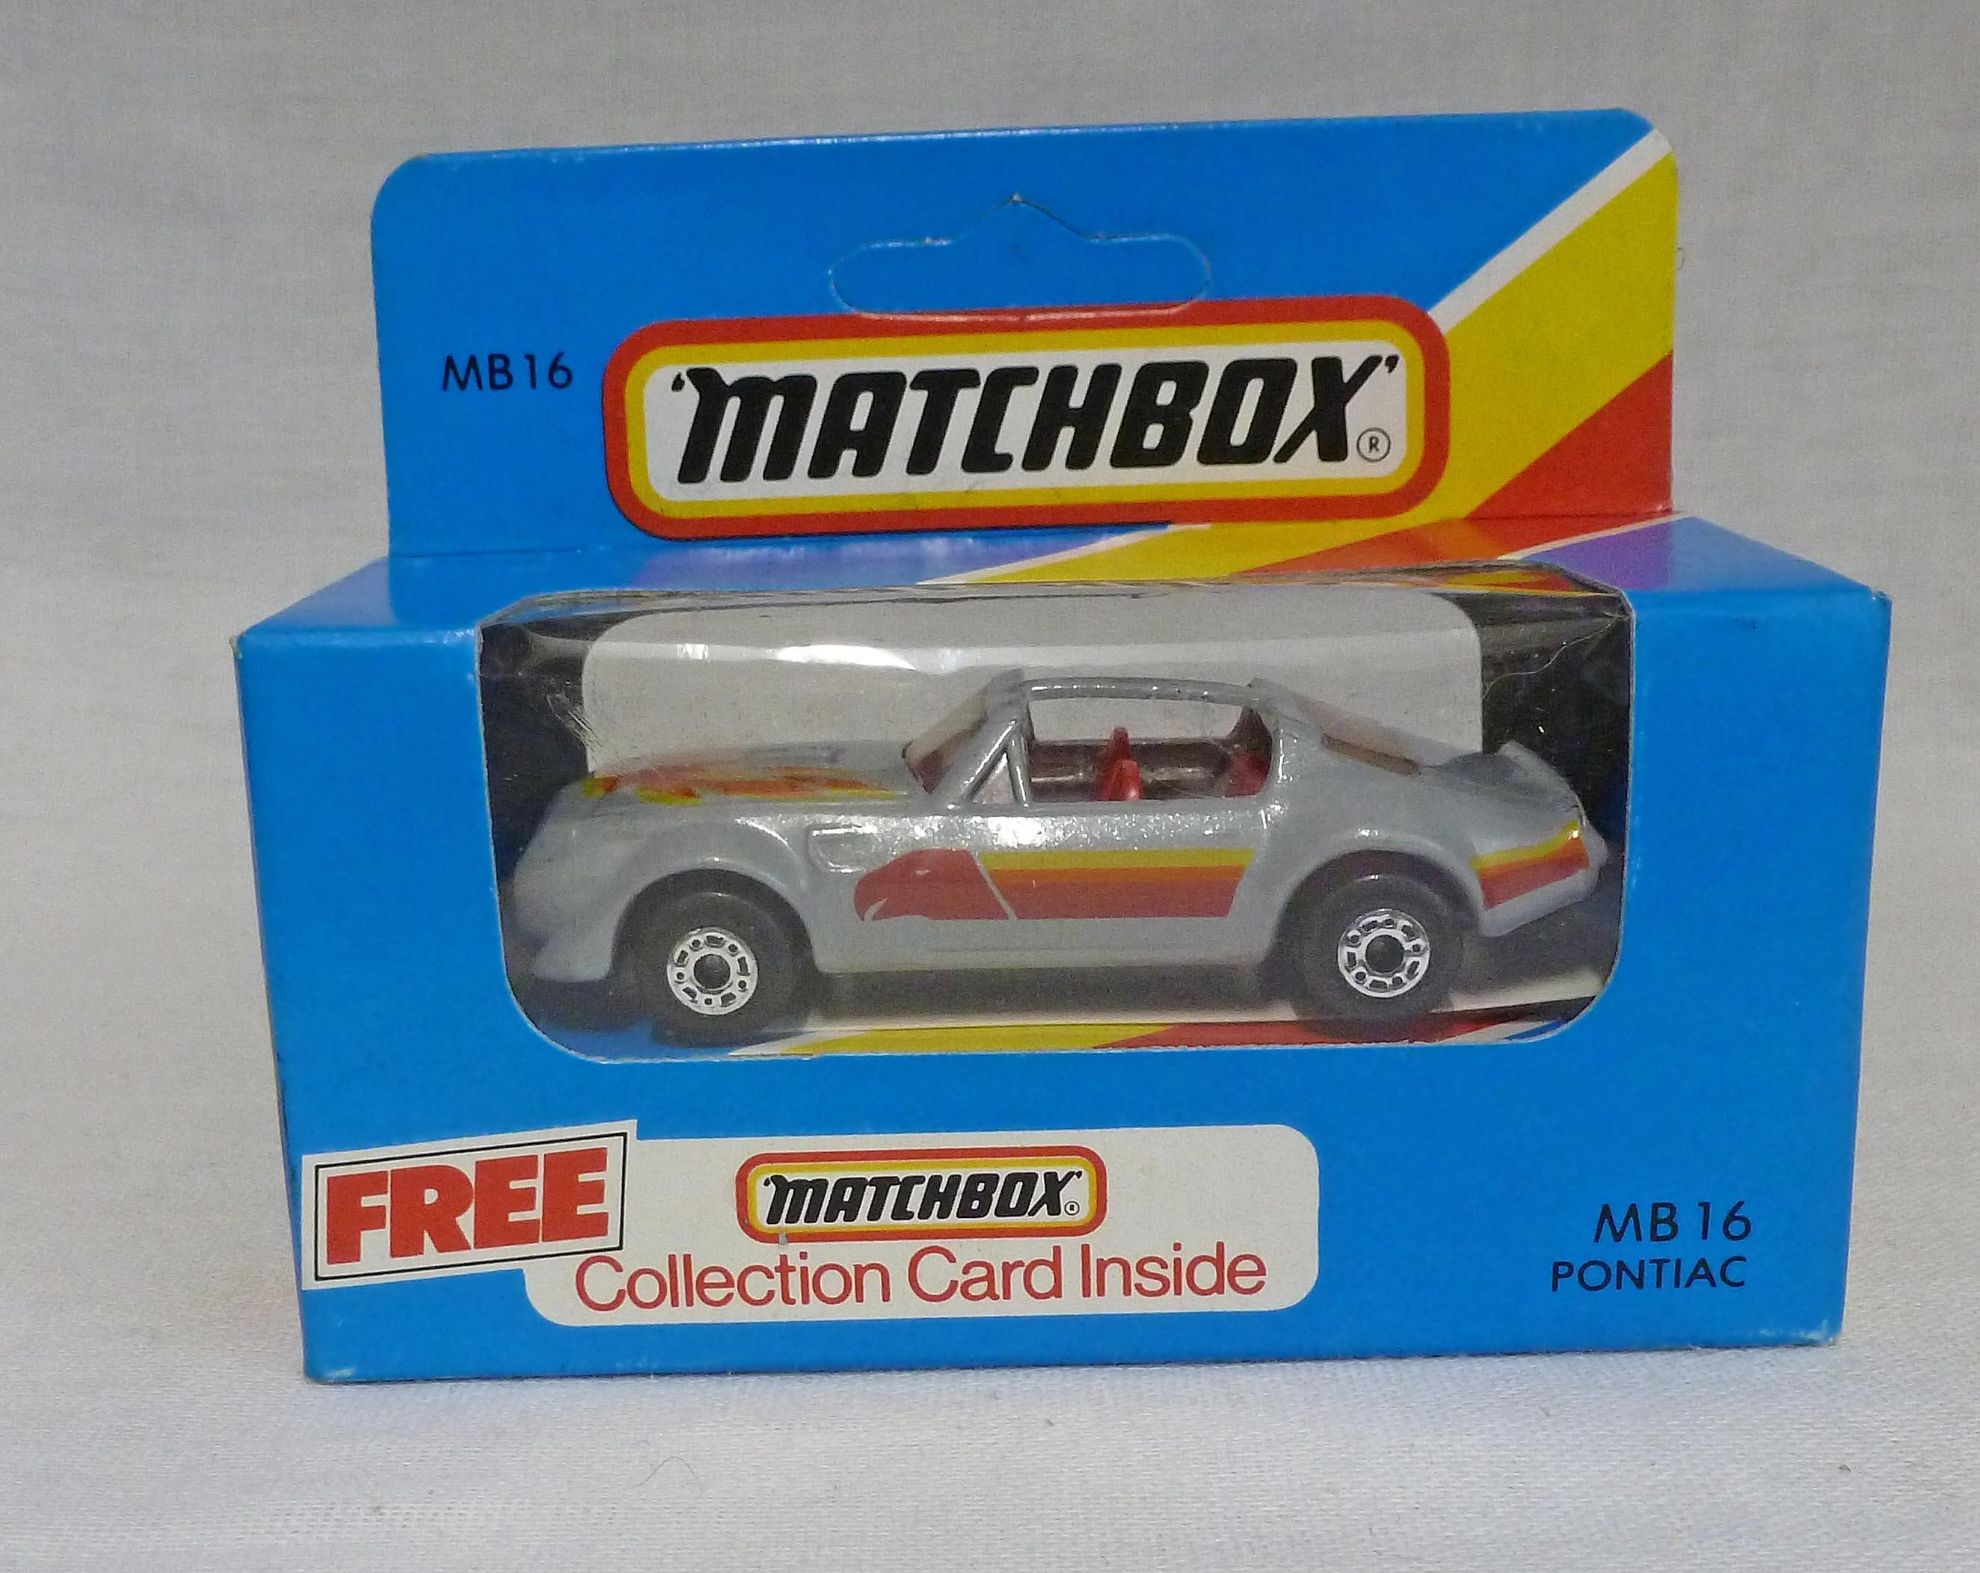 MB16
'MATCHBOX'®
FREE
'MATCHBOX'®
Collection Card Inside
MB 16
PONTIAC